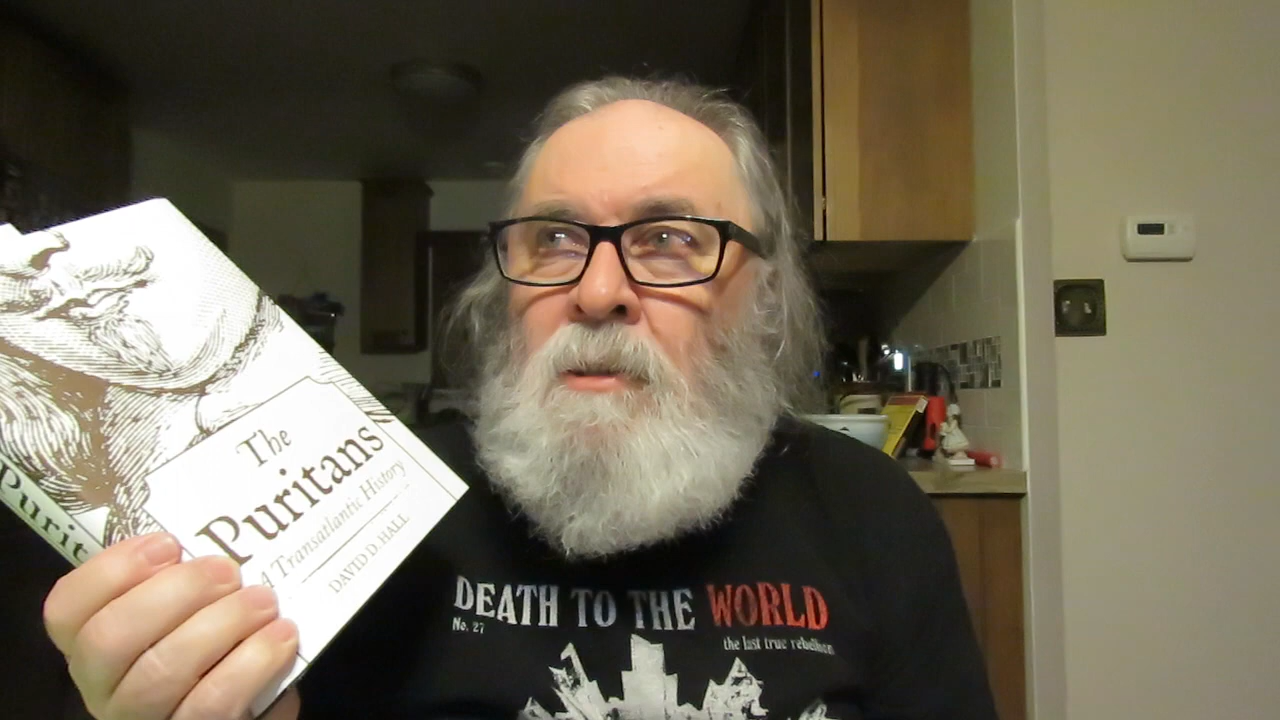 The
Puritans
A Transatlantic History
DAVID D. HALL
Purit
DEATH TO THE WORLD
No. 27
the last true rebellion